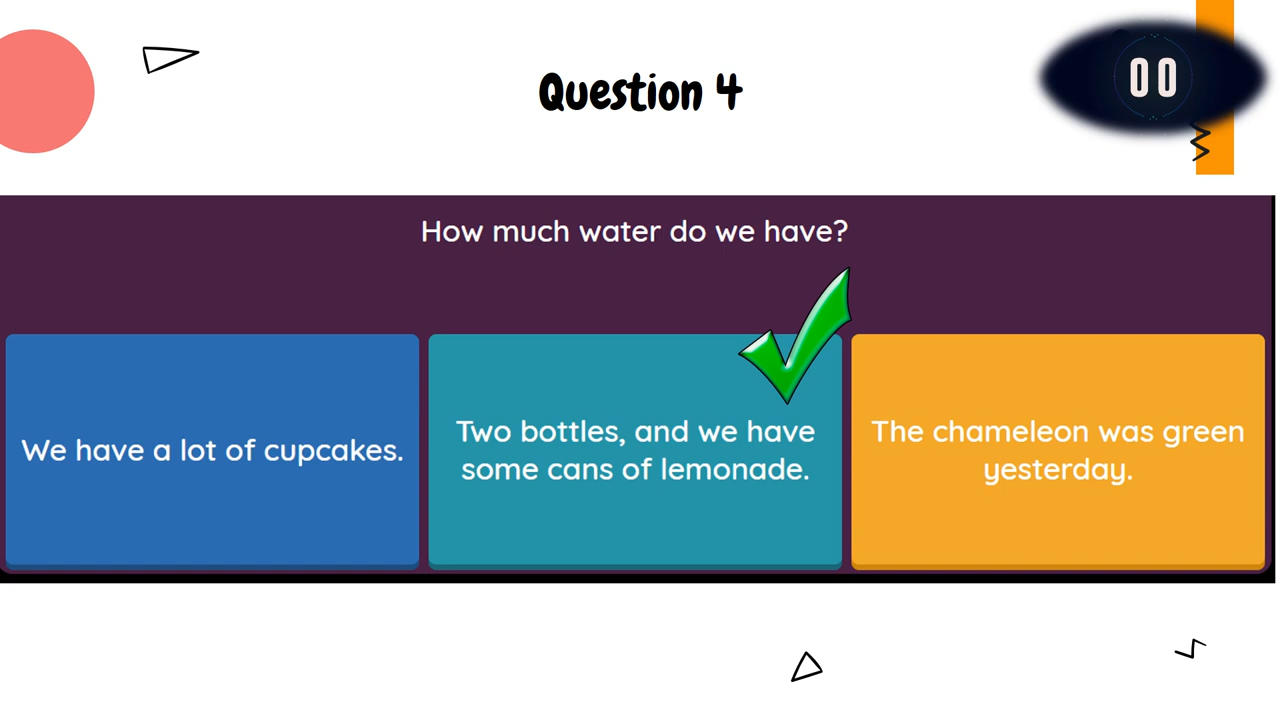 Question 4
00
How much water do we have?
We have a lot of cupcakes.
Two bottles, and we have
some cans of lemonade.
The chameleon was green
yesterday.